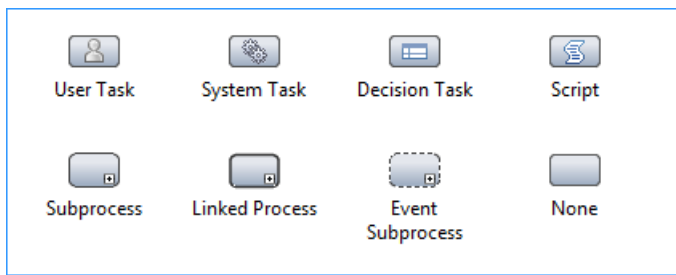 User Task
System Task
Decision Task
Script
Subprocess
Linked Process
Event
Subprocess
None